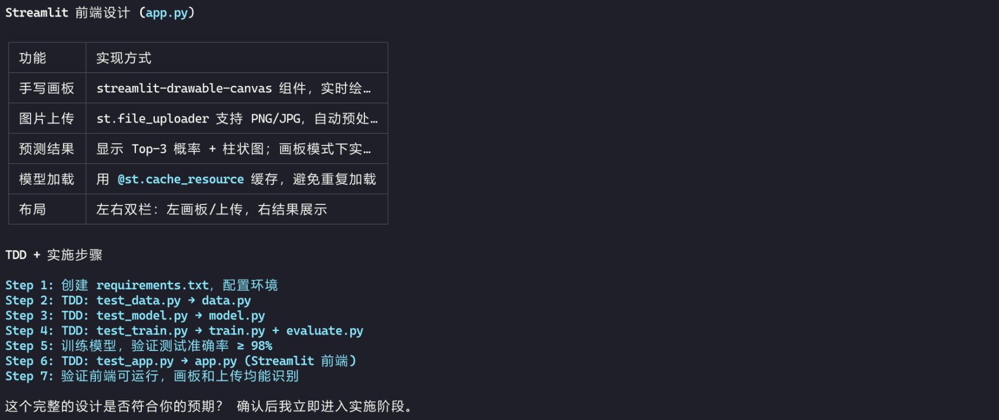 Streamlit 前端设计 (app.py)
功能 实现方式
手写画板 streamlit-drawable-canvas 组件，实时绘…
图片上传 st.file_uploader 支持 PNG/JPG，自动预处…
预测结果 显示 Top-3 概率 + 柱状图；画板模式下实…
模型加载 用 @st.cache_resource 缓存，避免重复加载
布局 左右双栏：左画板/上传，右结果展示
TDD + 实施步骤
Step 1: 创建 requirements.txt，配置环境
Step 2: TDD: test_data.py → data.py
Step 3: TDD: test_model.py → model.py
Step 4: TDD: test_train.py → train.py + evaluate.py
Step 5: 训练模型，验证测试准确率 ≥ 98%
Step 6: TDD: test_app.py → app.py (Streamlit 前端)
Step 7: 验证前端可运行，画板和上传均能识别
这个完整的设计是否符合你的预期？ 确认后我立即进入实施阶段。